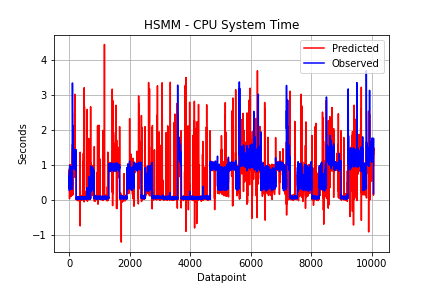 HSMM - CPU System Time
Predicted
Observed
4
3
2
1
0
−1
Seconds
0
2000
4000
6000
8000
10000
Datapoint